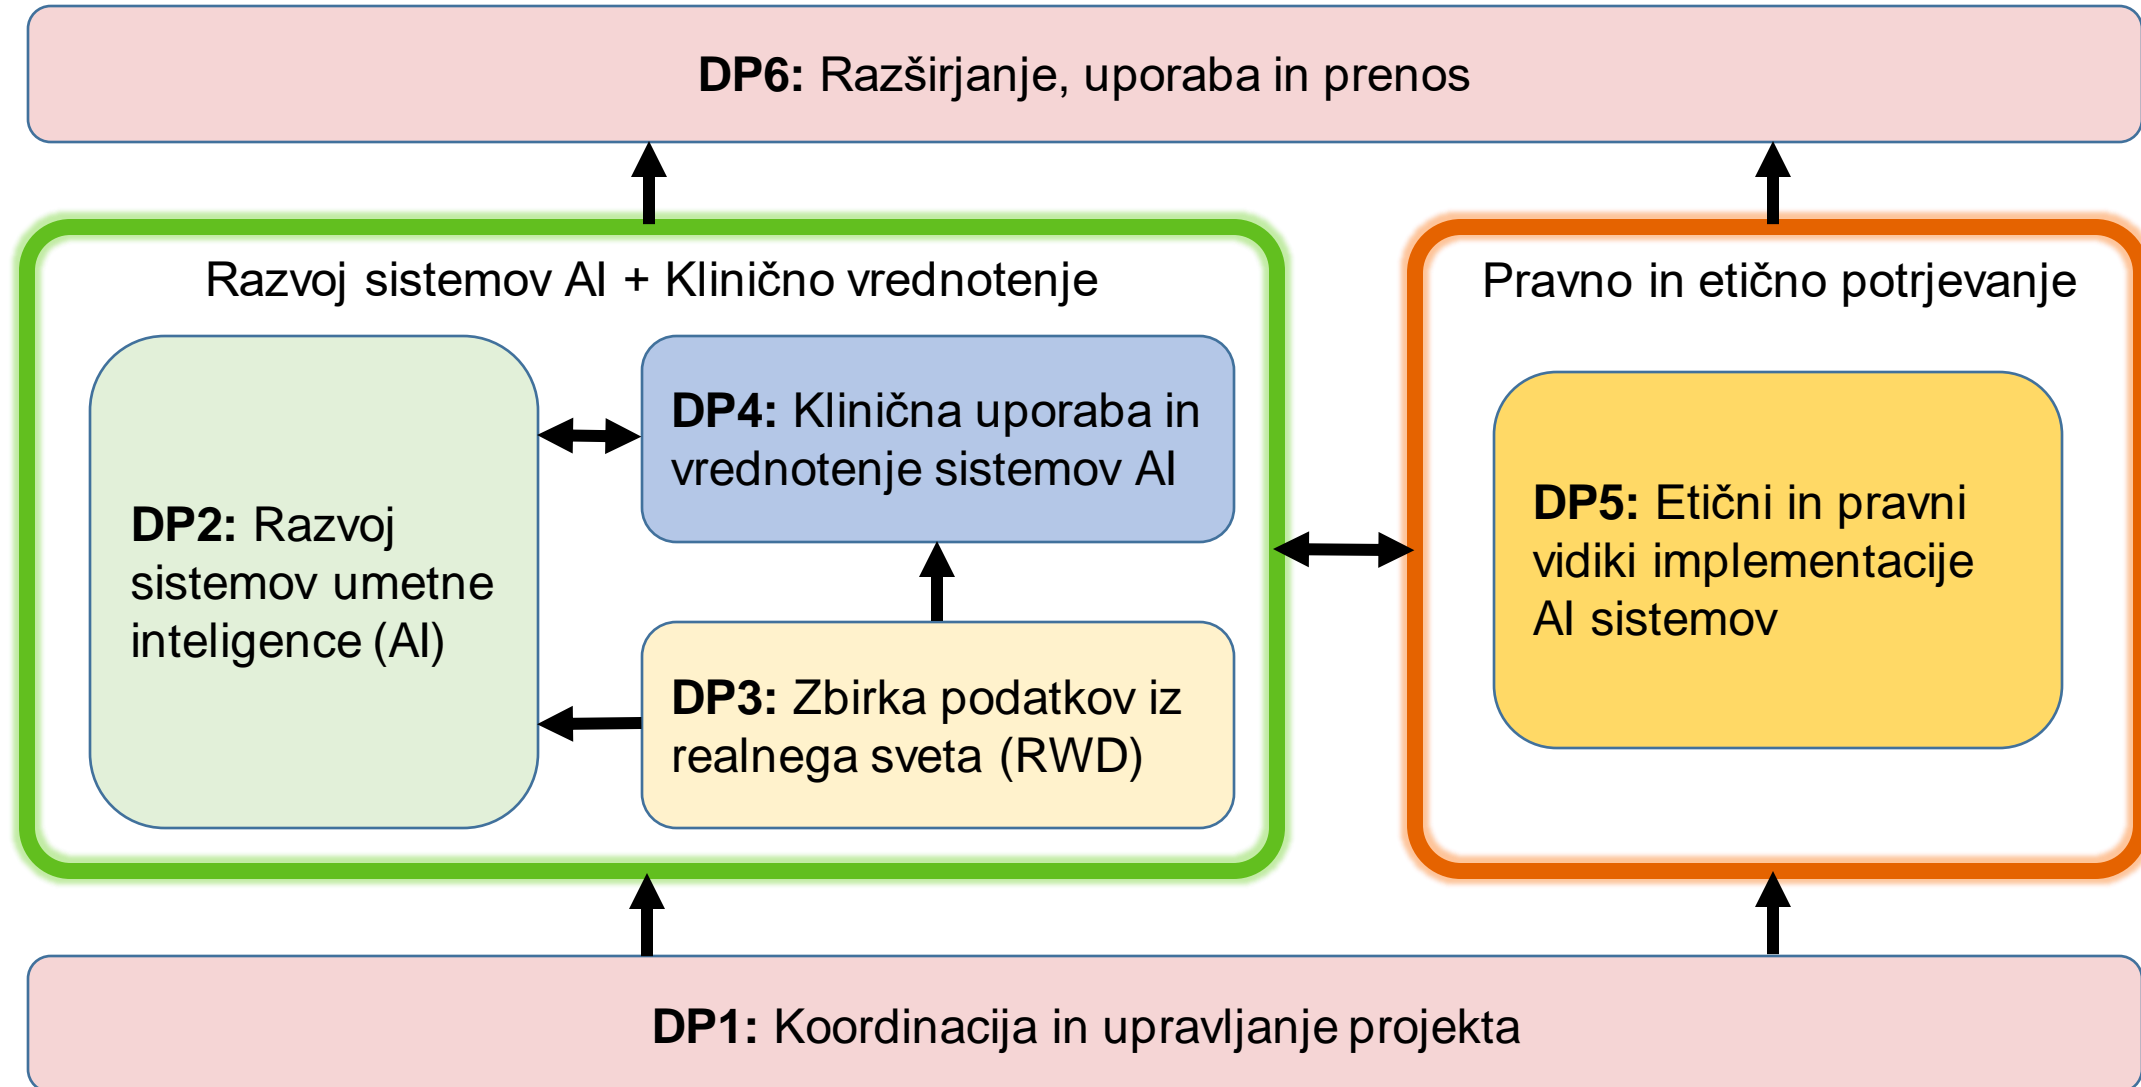 DP6: Razširjanje, uporaba in prenos
Razvoj sistemov AI + Klinično vrednotenje
Pravno in etično potrjevanje
DP2: Razvoj
sistemov umetne
inteligence (AI)
DP4: Klinična uporaba in
vrednotenje sistemov AI
DP3: Zbirka podatkov iz
realnega sveta (RWD)
DP5: Etični in pravni
vidiki implementacije
AI sistemov
DP1: Koordinacija in upravljanje projekta